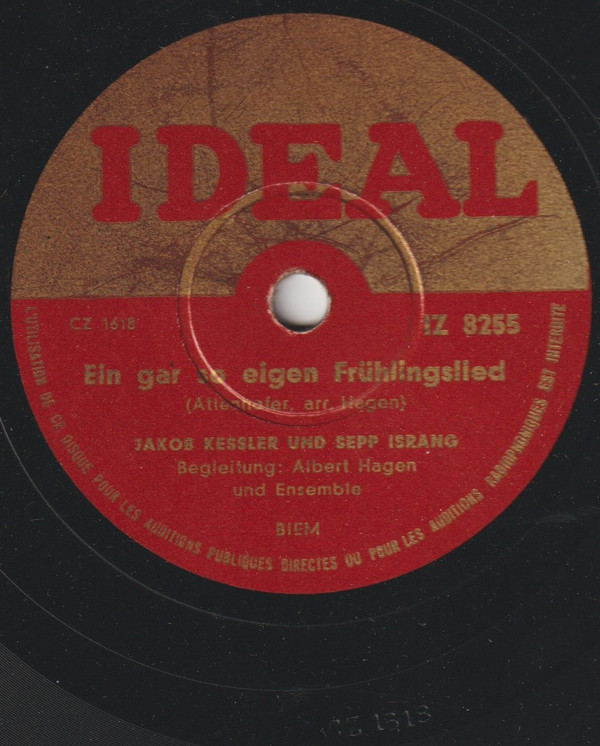 IDEAL
CZ 1618
IZ 8255
Ein gar so eigen Frühlingslied
(Attenhofer, arr. Hagen)
JAKOB KESSLER UND SEPP ISRANG
Begleitung: Albert Hagen
und Ensemble
BIEM
L'UTILISATION DE CE DISQUE POUR LES AUDITIONS PUBLIQUES DIRECTES OU POUR LES AUDITIONS RADIOPHONIQUES EST INTERDITE
CZ 1618